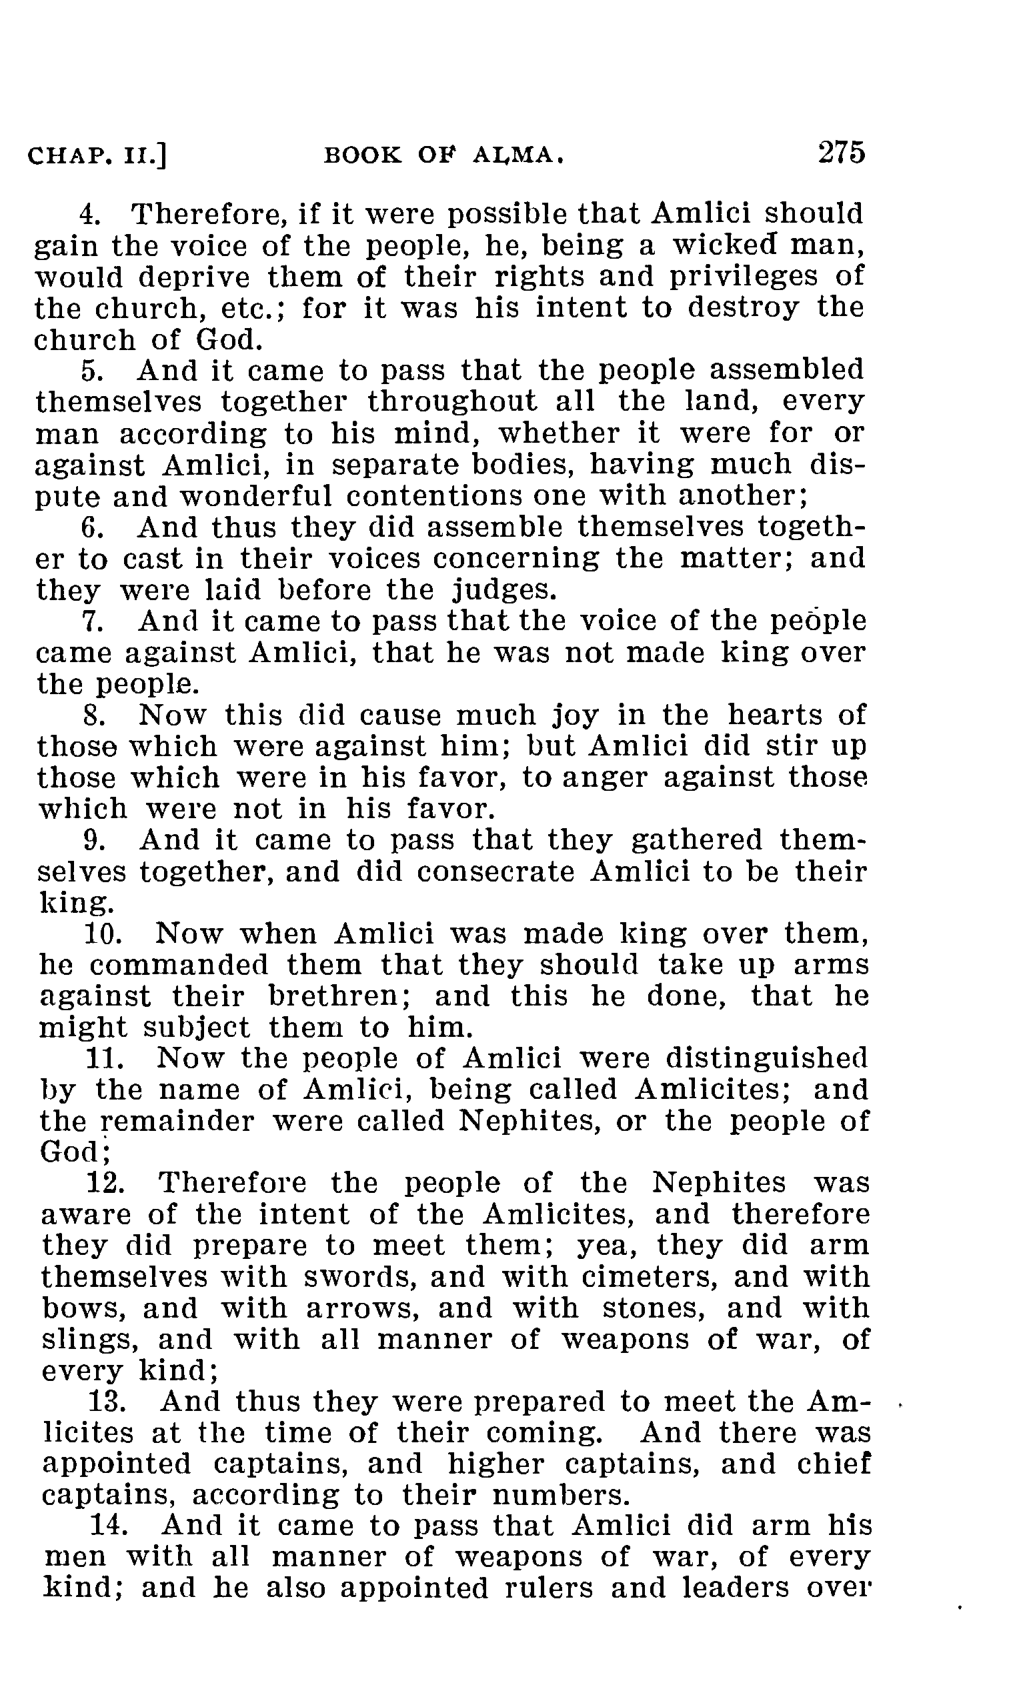 CHAP. II.] BOOK OF ALMA. 275
4. Therefore, if it were possible that Amlici should
gain the voice of the people, he, being a wicked man,
would deprive them of their rights and privileges of
the church, etc.; for it was his intent to destroy the
church of God.
5. And it came to pass that the people assembled
themselves together throughout all the land, every
man according to his mind, whether it were for or
against Amlici, in separate bodies, having much dis-
pute and wonderful contentions one with another;
6. And thus they did assemble themselves togeth-
er to cast in their voices concerning the matter; and
they were laid before the judges.
7. And it came to pass that the voice of the people
came against Amlici, that he was not made king over
the people.
8. Now this did cause much joy in the hearts of
those which were against him; but Amlici did stir up
those which were in his favor, to anger against those
which were not in his favor.
9. And it came to pass that they gathered them-
selves together, and did consecrate Amlici to be their
king.
10. Now when Amlici was made king over them,
he commanded them that they should take up arms
against their brethren; and this he done, that he
might subject them to him.
11. Now the people of Amlici were distinguished
by the name of Amlici, being called Amlicites; and
the remainder were called Nephites, or the people of
God;
12. Therefore the people of the Nephites was
aware of the intent of the Amlicites, and therefore
they did prepare to meet them; yea, they did arm
themselves with swords, and with cimeters, and with
bows, and with arrows, and with stones, and with
slings, and with all manner of weapons of war, of
every kind;
13. And thus they were prepared to meet the Am-
licites at the time of their coming. And there was
appointed captains, and higher captains, and chief
captains, according to their numbers.
14. And it came to pass that Amlici did arm his
men with all manner of weapons of war, of every
kind; and he also appointed rulers and leaders over